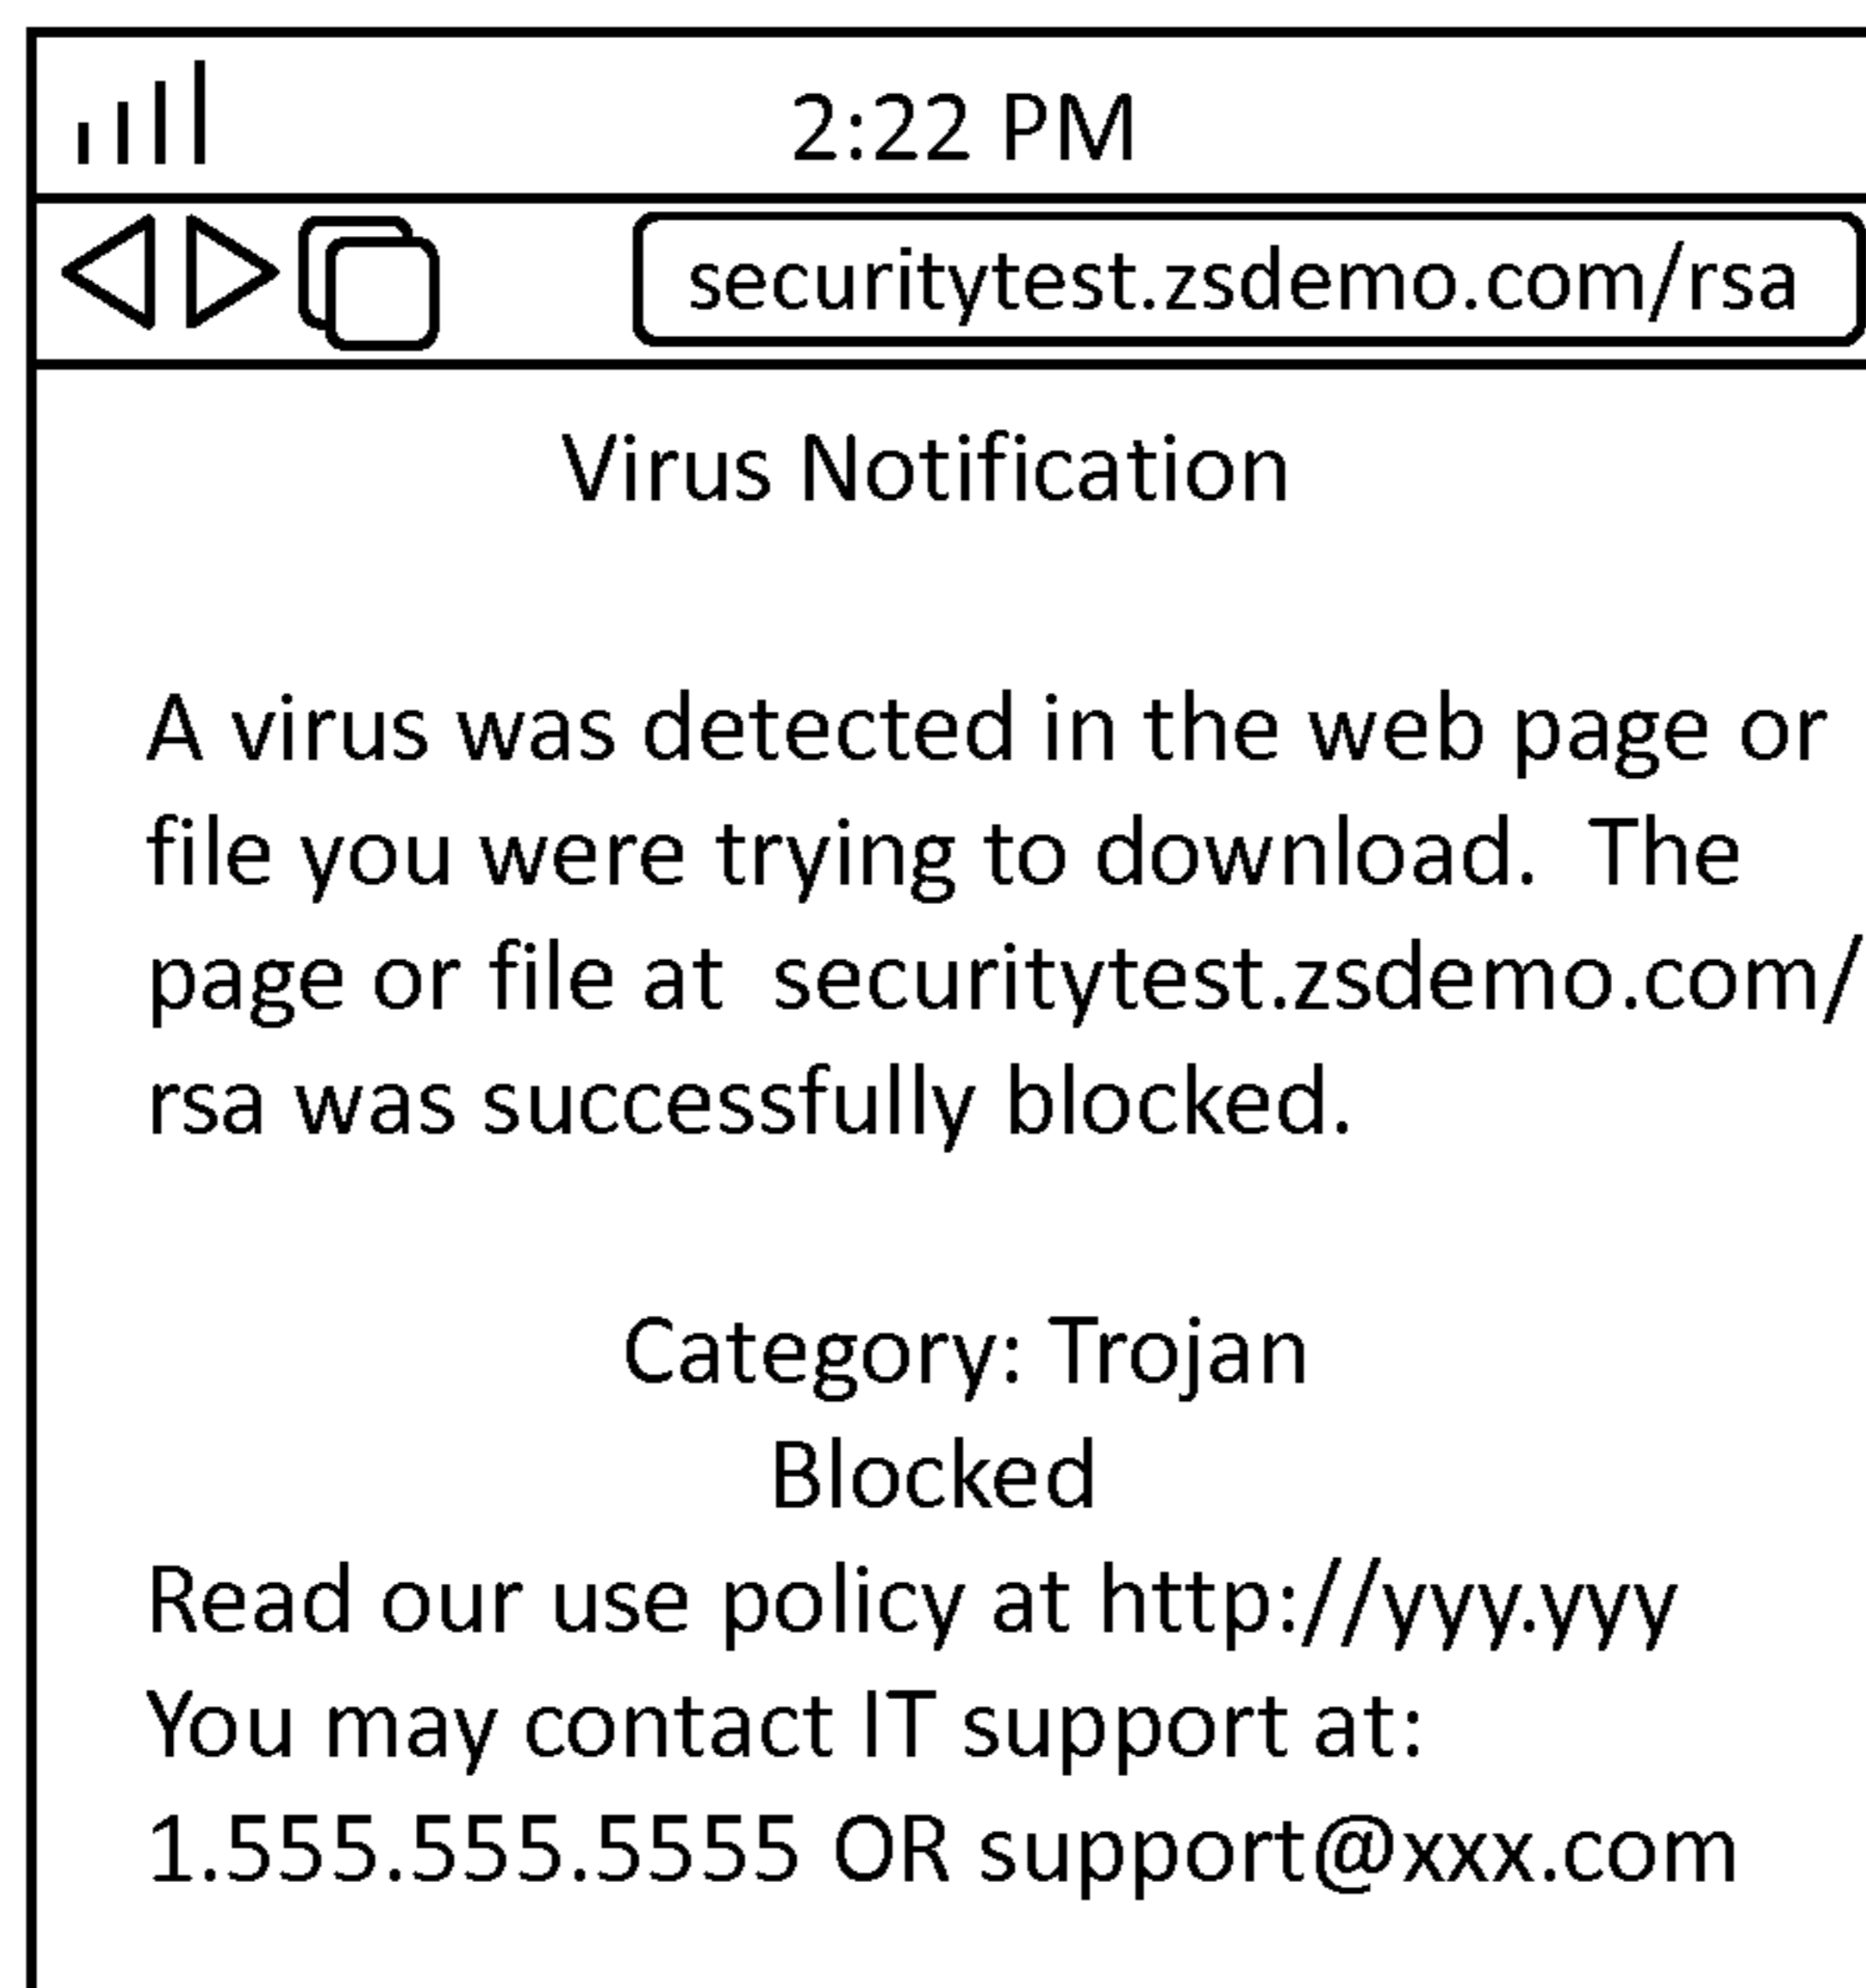 2:22 PM
securitytest.zsdemo.com/rsa
Virus Notification
A virus was detected in the web page or
file you were trying to download.  The
page or file at  securitytest.zsdemo.com/
rsa was successfully blocked.
Category: Trojan
Blocked
Read our use policy at http://yyy.yyy
You may contact IT support at:
1.555.555.5555 OR support@xxx.com